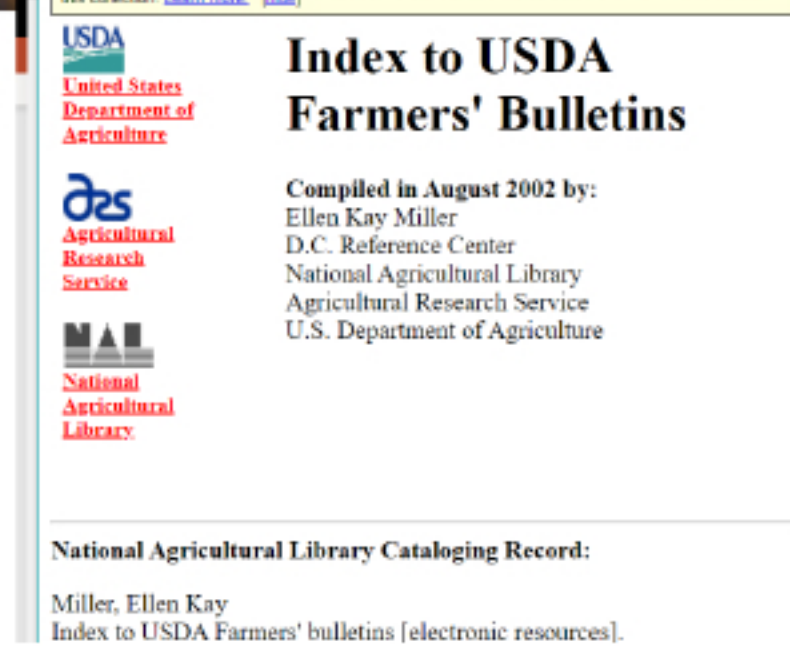 USDA
United States
Department of
Agriculture
Index to USDA
Farmers' Bulletins
Compiled in August 2002 by:
Ellen Kay Miller
D.C. Reference Center
National Agricultural Library
Agricultural Research Service
U.S. Department of Agriculture
ars
Agricultural
Research
Service
NAL
National
Agricultural
Library
National Agricultural Library Cataloging Record:
Miller, Ellen Kay
Index to USDA Farmers' bulletins [electronic resources].